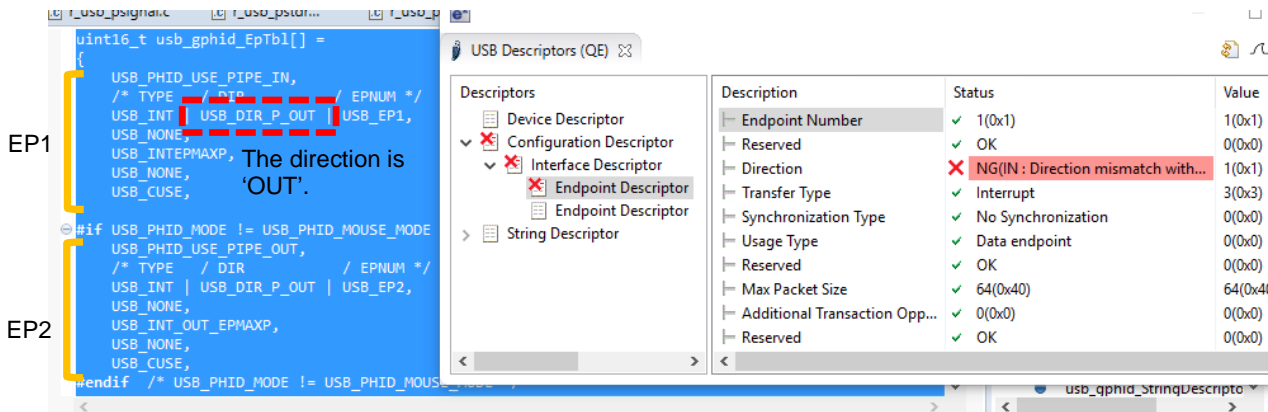 r_usb_psignal.c r_usb_pstdr... r_usb_p
uint16_t usb_gphid_EpTbl[] =
{
USB_PHID_USE_PIPE_IN,
/* TYPE / DIR / EPNUM */
USB_INT | USB_DIR_P_OUT | USB_EP1,
USB_NONE,
USB_INTEPMAXP,
USB_NONE,
USB_CUSE,
EP1
The direction is
‘OUT’.
#if USB_PHID_MODE != USB_PHID_MOUSE_MODE
USB_PHID_USE_PIPE_OUT,
/* TYPE / DIR / EPNUM */
USB_INT | USB_DIR_P_OUT | USB_EP2,
USB_NONE,
USB_INT_OUT_EPMAXP,
USB_NONE,
USB_CUSE,
#endif /* USB_PHID_MODE != USB_PHID_MOUSE_MODE
EP2
USB Descriptors (QE)
Descriptors
Device Descriptor
Configuration Descriptor
Interface Descriptor
Endpoint Descriptor
Endpoint Descriptor
String Descriptor
Description Status Value
Endpoint Number 1(0x1) 1(0x1)
Reserved OK 0(0x0)
Direction NG(IN : Direction mismatch with... 1(0x1)
Transfer Type Interrupt 3(0x3)
Synchronization Type No Synchronization 0(0x0)
Usage Type Data endpoint 0(0x0)
Reserved OK 0(0x0)
Max Packet Size 64(0x40) 64(0x40
Additional Transaction Opp... 0(0x0) 0(0x0)
Reserved OK 0(0x0)
usb_gphid_StringDescripto